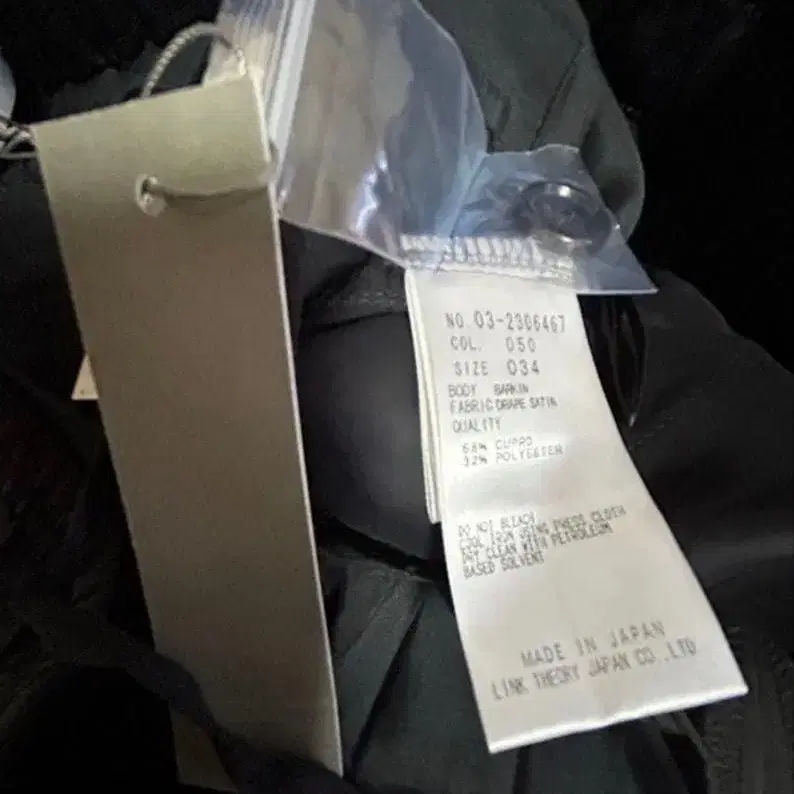 NO. 03-2306467
COL. 050
SIZE 034
BODY BARKIN
FABRIC DRAPE SATIN
QUALITY
68% CUPRO
32% POLYESTER
DO NOT BLEACH
COOL IRON USING PRESS CLOTH
DRY CLEAN WITH PETROLEUM
BASED SOLVENT
MADE IN JAPAN
LINK THEORY JAPAN CO.,LTD